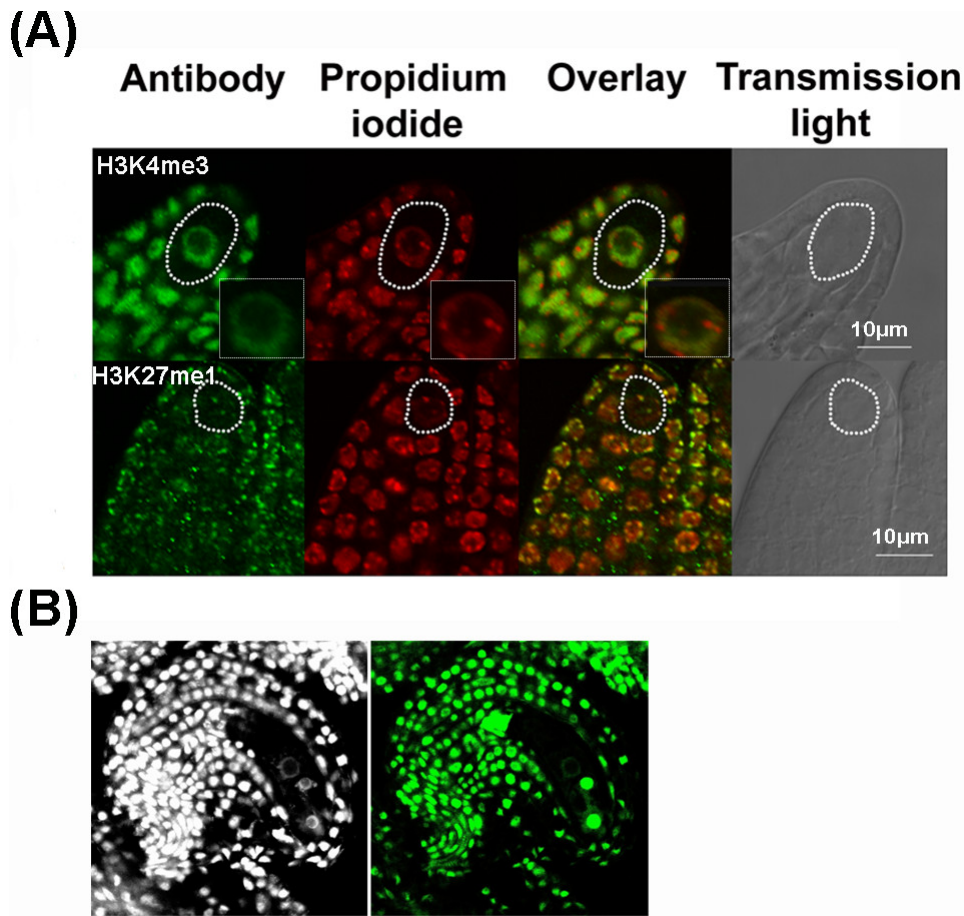 (A)
Antibody Propidium iodide Overlay Transmission light
H3K4me3
10µm
H3K27me1
10µm
(B)